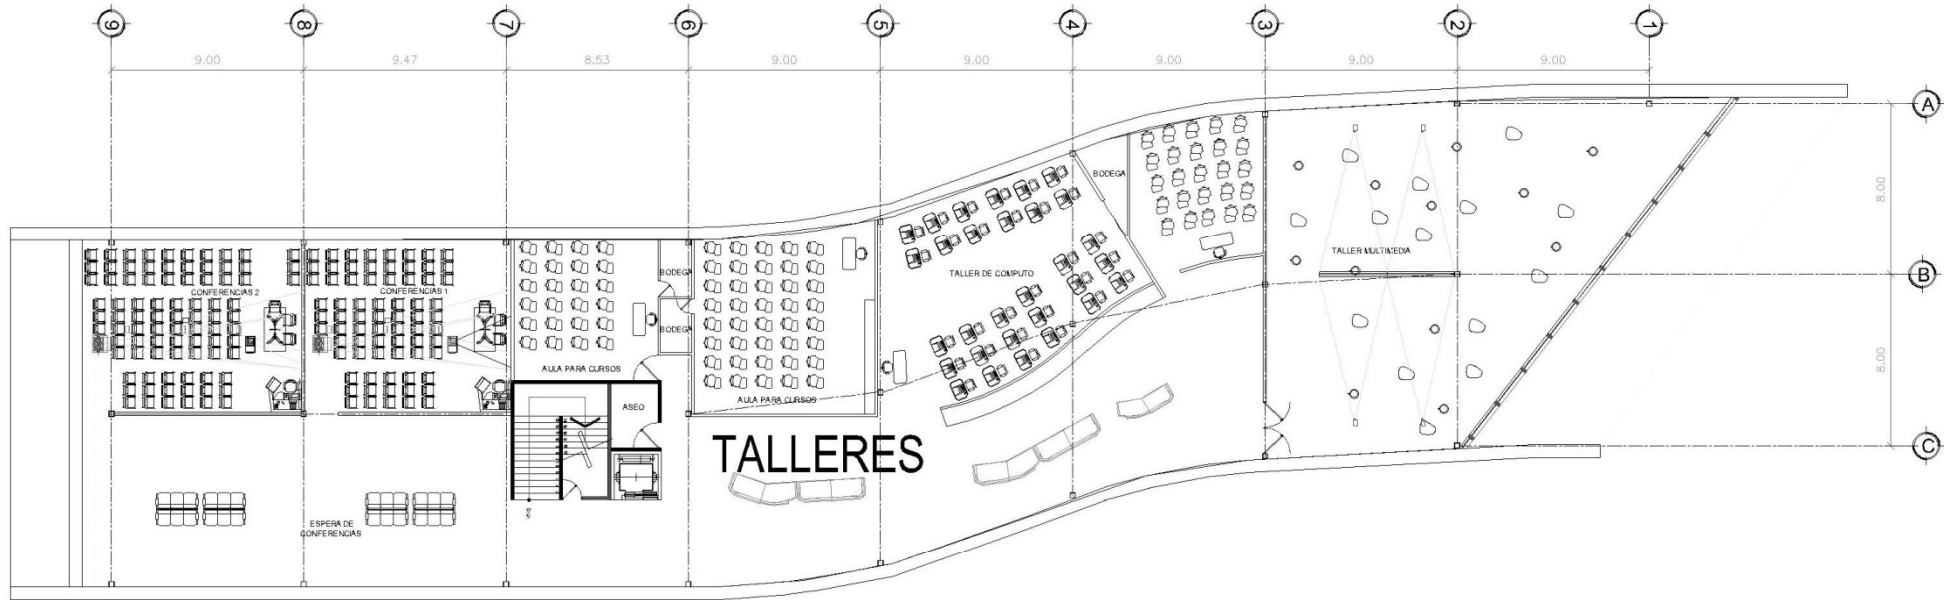 9 8 7 6 5 4 3 2 1
9.00 9.47 8.53 9.00 9.00 9.00 9.00 9.00
A
8.00
B
8.00
C
CONFERENCIAS 2
CONFERENCIAS 1
BODEGA
BODEGA
AULA PARA CURSOS
AULA PARA CURSOS
ASEO
TALLER DE COMPUTO
BODEGA
TALLER MULTIMEDIA
TALLERES
ESPERA DE
CONFERENCIAS